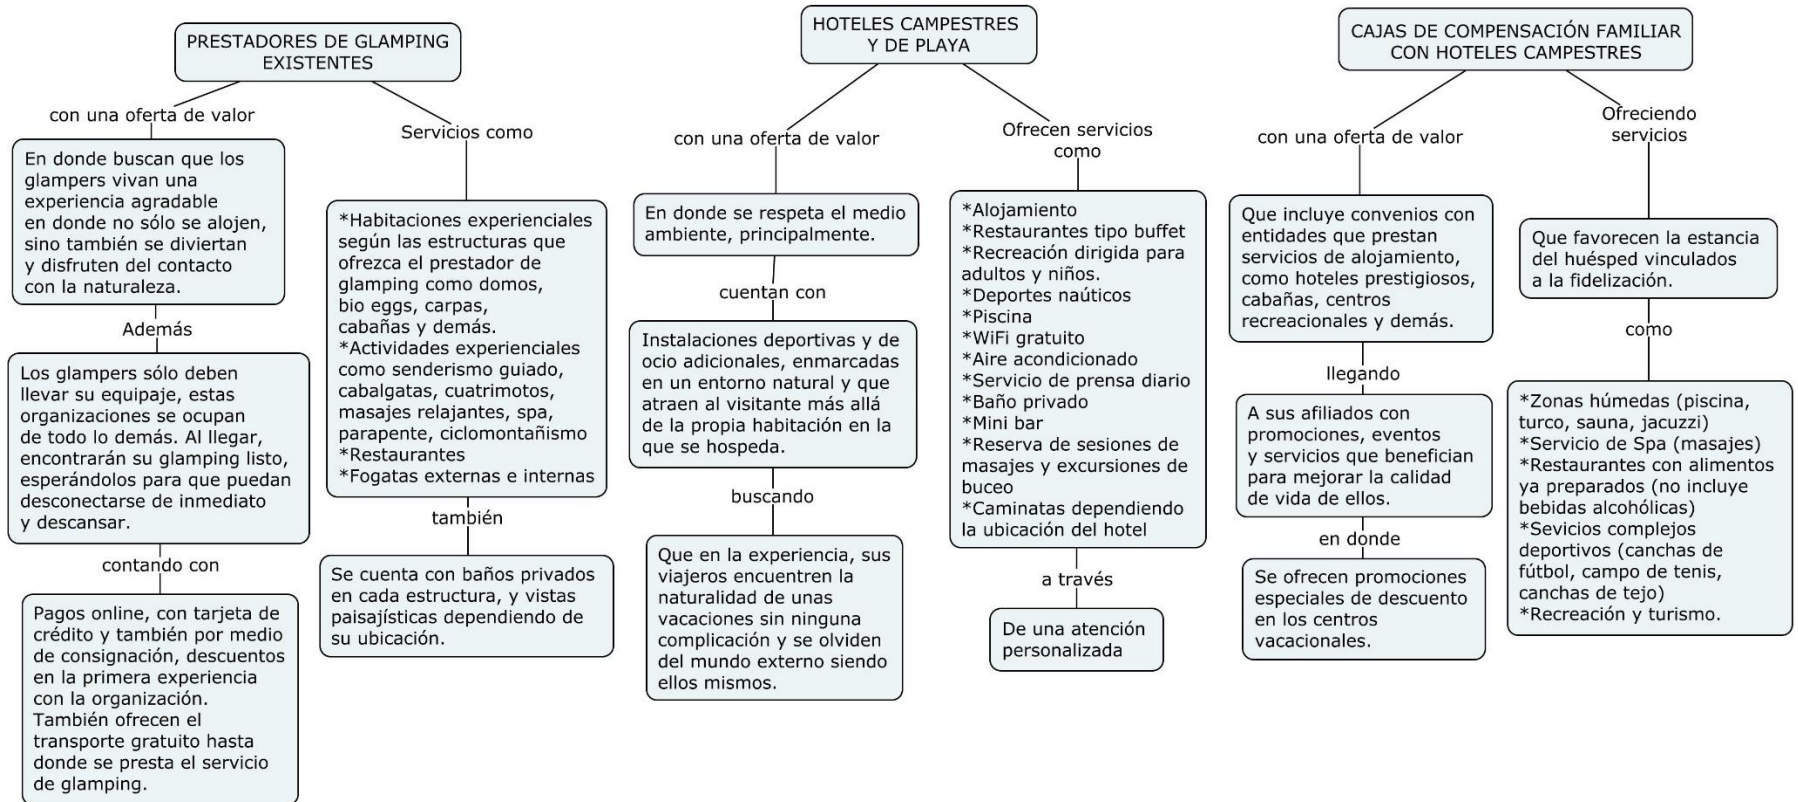 PRESTADORES DE GLAMPING
EXISTENTES
con una oferta de valor
En donde buscan que los
glampers vivan una
experiencia agradable
en donde no sólo se alojen,
sino también se diviertan
y disfruten del contacto
con la naturaleza.
Además
Los glampers sólo deben
llevar su equipaje, estas
organizaciones se ocupan
de todo lo demás. Al llegar,
encontrarán su glamping listo,
esperándolos para que puedan
desconectarse de inmediato
y descansar.
contando con
Pagos online, con tarjeta de
crédito y también por medio
de consignación, descuentos
en la primera experiencia
con la organización.
También ofrecen el
transporte gratuito hasta
donde se presta el servicio
de glamping.
Servicios como
*Habitaciones experienciales
según las estructuras que
ofrezca el prestador de
glamping como domos,
bio eggs, carpas,
cabañas y demás.
*Actividades experienciales
como senderismo guiado,
cabalgatas, cuatrimotos,
masajes relajantes, spa,
parapente, ciclomontañismo
*Restaurantes
*Fogatas externas e internas
también
Se cuenta con baños privados
en cada estructura, y vistas
paisajísticas dependiendo de
su ubicación.
HOTELES CAMPESTRES
Y DE PLAYA
con una oferta de valor
En donde se respeta el medio
ambiente, principalmente.
cuentan con
Instalaciones deportivas y de
ocio adicionales, enmarcadas
en un entorno natural y que
atraen al visitante más allá
de la propia habitación en la
que se hospeda.
buscando
Que en la experiencia, sus
viajeros encuentren la
naturalidad de unas
vacaciones sin ninguna
complicación y se olviden
del mundo externo siendo
ellos mismos.
Ofrecen servicios
como
*Alojamiento
*Restaurantes tipo buffet
*Recreación dirigida para
adultos y niños.
*Deportes naúticos
*Piscina
*WiFi gratuito
*Aire acondicionado
*Servicio de prensa diario
*Baño privado
*Mini bar
*Reserva de sesiones de
masajes y excursiones de
buceo
*Caminatas dependiendo
la ubicación del hotel
a través
De una atención
personalizada
CAJAS DE COMPENSACIÓN FAMILIAR
CON HOTELES CAMPESTRES
con una oferta de valor
Que incluye convenios con
entidades que prestan
servicios de alojamiento,
como hoteles prestigiosos,
cabañas, centros
recreacionales y demás.
llegando
A sus afiliados con
promociones, eventos
y servicios que benefician
para mejorar la calidad
de vida de ellos.
en donde
Se ofrecen promociones
especiales de descuento
en los centros
vacacionales.
Ofreciendo
servicios
Que favorecen la estancia
del huésped vinculados
a la fidelización.
como
*Zonas húmedas (piscina,
turco, sauna, jacuzzi)
*Servicio de Spa (masajes)
*Restaurantes con alimentos
ya preparados (no incluye
bebidas alcohólicas)
*Sevicios complejos
deportivos (canchas de
fútbol, campo de tenis,
canchas de tejo)
*Recreación y turismo.